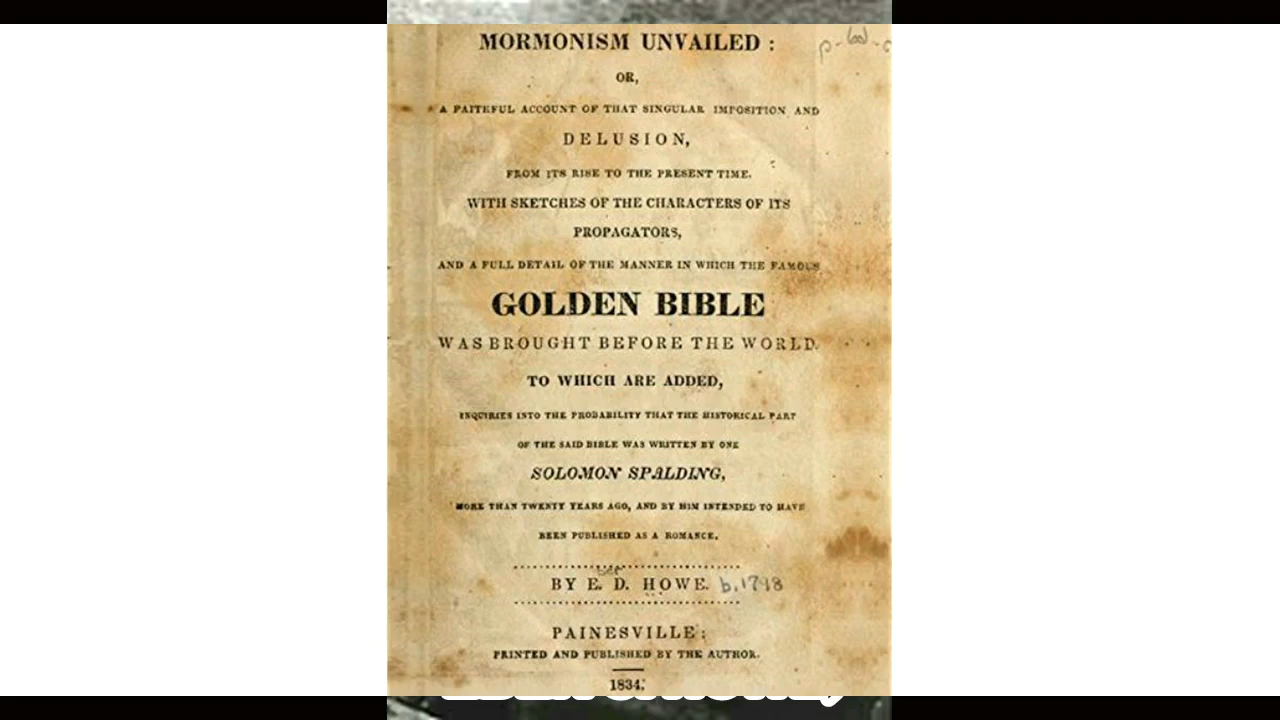 MORMONISM UNVAILED :
OR,
A FAITHFUL ACCOUNT OF THAT SINGULAR IMPOSITION AND
DELUSION,
FROM ITS RISE TO THE PRESENT TIME.
WITH SKETCHES OF THE CHARACTERS OF ITS
PROPAGATORS,
AND A FULL DETAIL OF THE MANNER IN WHICH THE FAMOUS
GOLDEN BIBLE
WAS BROUGHT BEFORE THE WORLD.
TO WHICH ARE ADDED,
INQUIRIES INTO THE PROBABILITY THAT THE HISTORICAL PART
OF THE SAID BIBLE WAS WRITTEN BY ONE
SOLOMON SPALDING,
MORE THAN TWENTY YEARS AGO, AND BY HIM INTENDED TO HAVE
BEEN PUBLISHED AS A ROMANCE.
BY E. D. HOWE. b. 1798
PAINESVILLE:
PRINTED AND PUBLISHED BY THE AUTHOR.
1834.